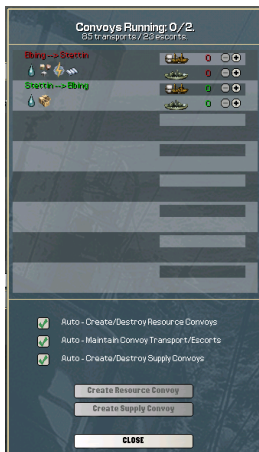 Convoys Running: 0/2.
85 transports / 23 escorts.
Elbing --> Stettin 0
0
Stettin --> Elbing 0
0
Auto - Create/Destroy Resource Convoys
Auto - Maintain Convoy Transport/Escorts
Auto - Create/Destroy Supply Convoys
Create Resource Convoy
Create Supply Convoy
CLOSE